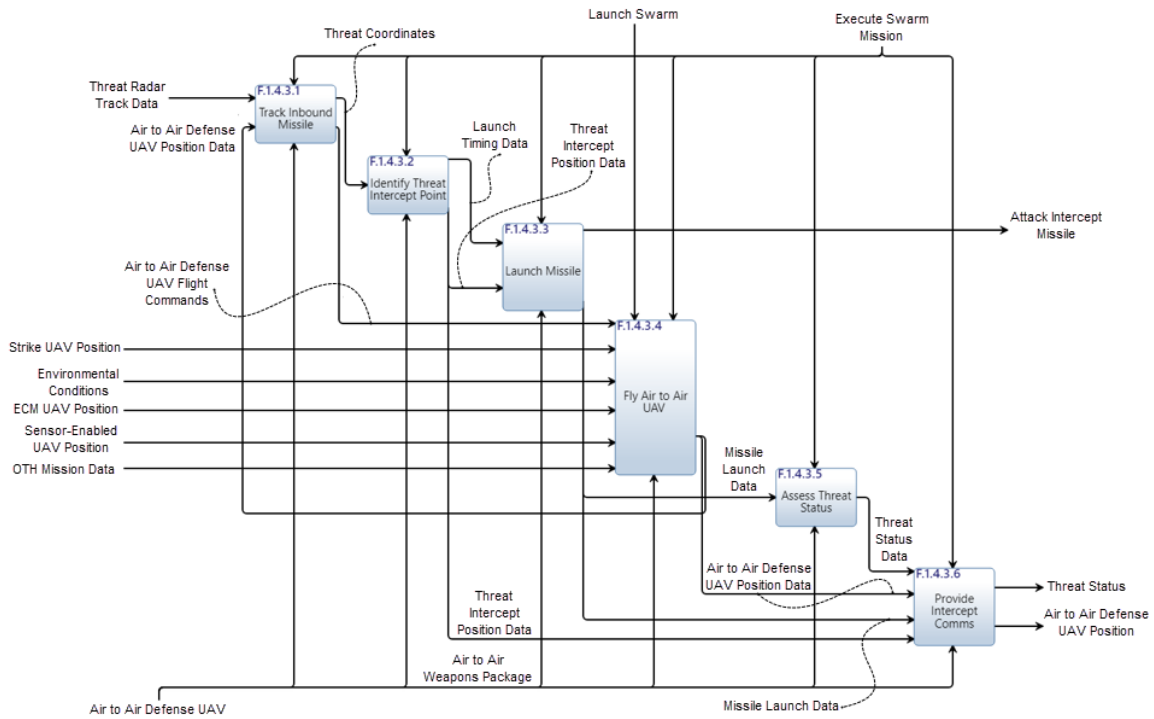 Launch Swarm
Execute Swarm
Mission
Threat Coordinates
Threat Radar
Track Data
F.1.4.3.1
Track Inbound
Missile
Air to Air Defense
UAV Position Data
Launch
Timing Data
Threat
Intercept
Position Data
F.1.4.3.2
Identify Threat
Intercept Point
F.1.4.3.3
Launch Missile
Attack Intercept
Missile
Air to Air Defense
UAV Flight
Commands
F.1.4.3.4
Fly Air to Air
UAV
Strike UAV Position
Environmental
Conditions
ECM UAV Position
Sensor-Enabled
UAV Position
OTH Mission Data
Missile
Launch
Data
F.1.4.3.5
Assess Threat
Status
Threat
Status
Data
Air to Air Defense
UAV Position Data
F.1.4.3.6
Provide
Intercept
Comms
Threat Status
Air to Air Defense
UAV Position
Threat
Intercept
Position Data
Air to Air
Weapons Package
Air to Air Defense UAV
Missile Launch Data